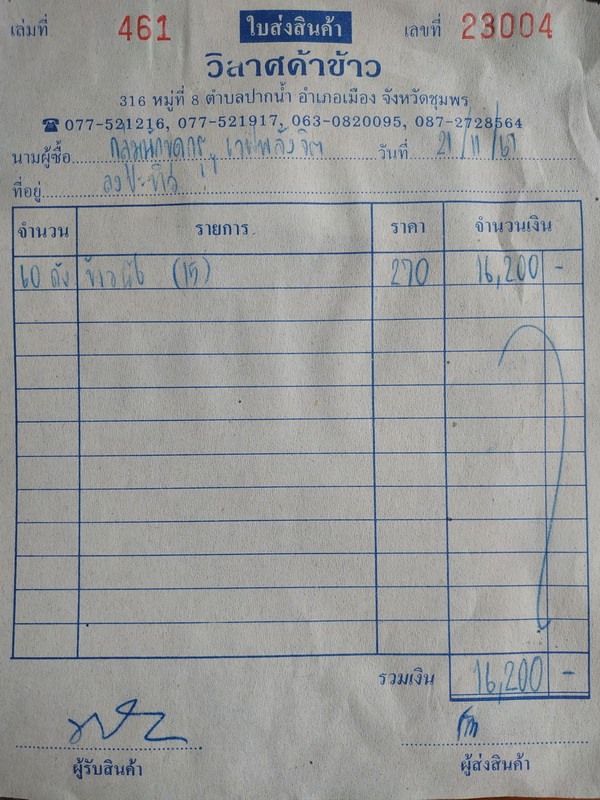 เล่มที่ 461 ใบส่งสินค้า เลขที่ 23004
วิลาศค้าข้าว
316 หมู่ที่ 8 ตำบลปากน้ำ อำเภอเมือง จังหวัดชุมพร
☎ 077-521216, 077-521917, 063-0820095, 087-2728564
นามผู้ซื้อ วันที่ 21/11/67
ที่อยู่
จำนวน รายการ ราคา จำนวนเงิน
60 ถัง (15) 270 16,200 -
รวมเงิน 16,200 -
ผู้รับสินค้า ผู้ส่งสินค้า